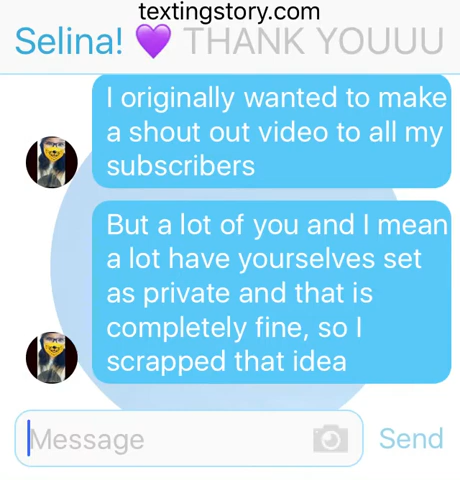 textingstory.com
Selina! 💜 THANK YOUUU
I originally wanted to make
a shout out video to all my
subscribers
But a lot of you and I mean
a lot have yourselves set
as private and that is
completely fine, so I
scrapped that idea
Message
Send